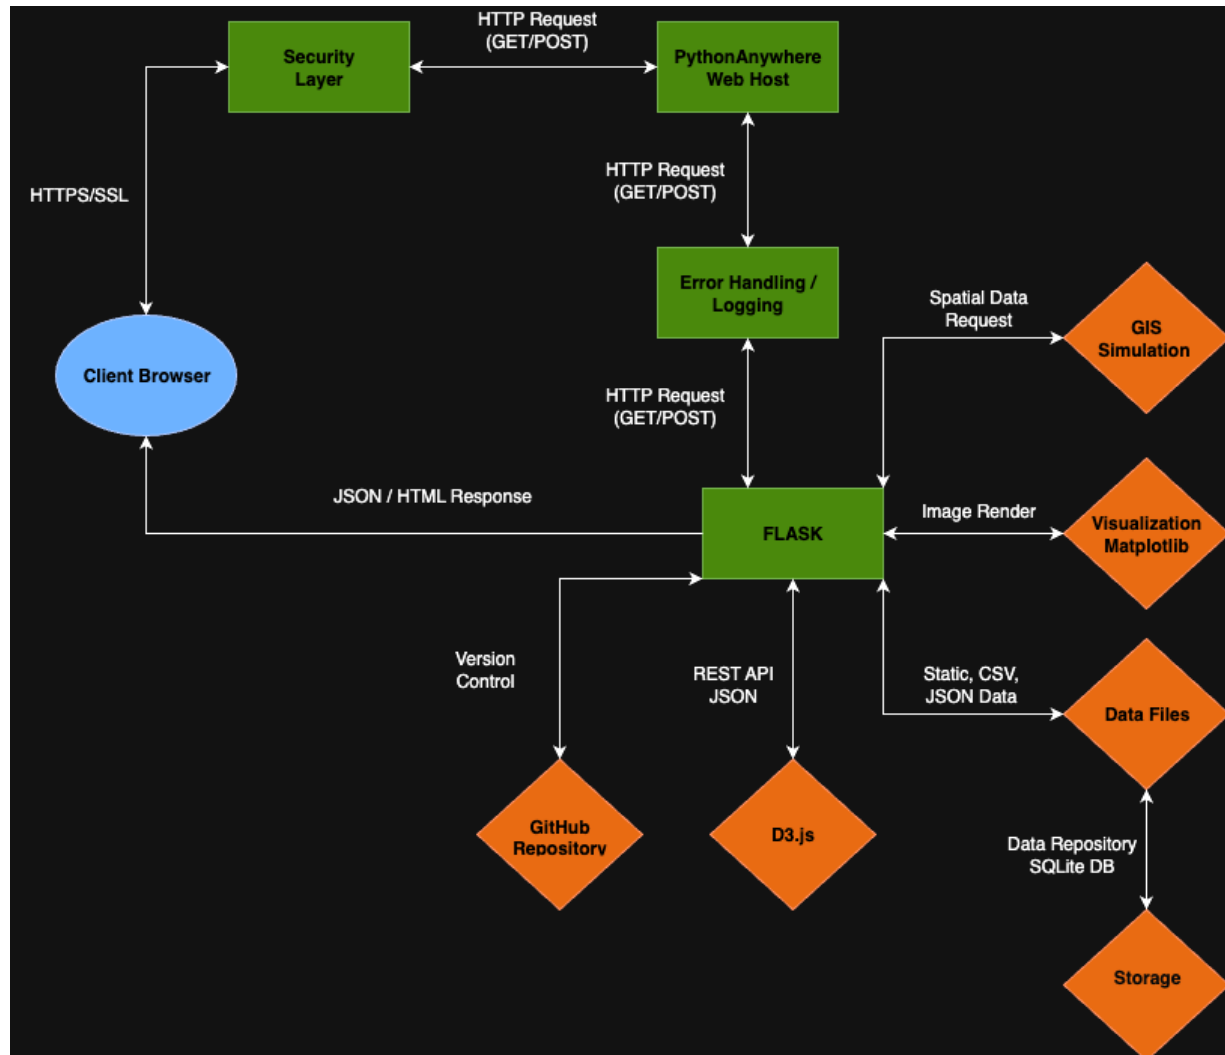 HTTP Request
(GET/POST)
Security
Layer
PythonAnywhere
Web Host
HTTP Request
(GET/POST)
HTTPS/SSL
Error Handling /
Logging
Spatial Data
Request
GIS
Simulation
Client Browser
HTTP Request
(GET/POST)
JSON / HTML Response
FLASK
Image Render
Visualization
Matplotlib
Version
Control
REST API
JSON
Static, CSV,
JSON Data
Data Files
GitHub
Repository
D3.js
Data Repository
SQLite DB
Storage